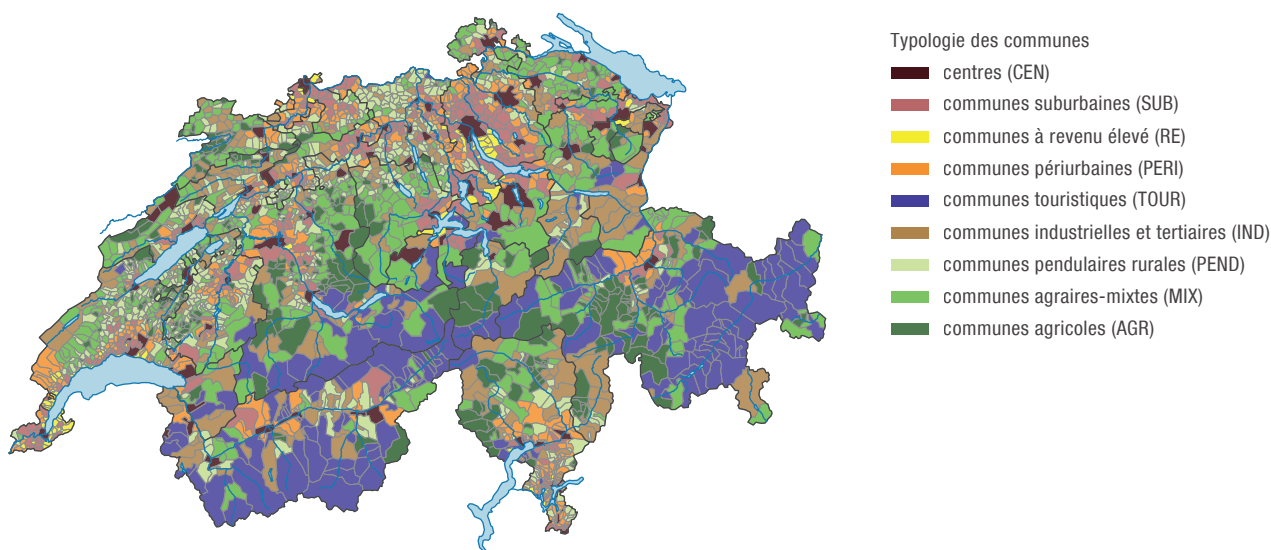 Typologie des communes
centres (CEN)
communes suburbaines (SUB)
communes à revenu élevé (RE)
communes périurbaines (PERI)
communes touristiques (TOUR)
communes industrielles et tertiaires (IND)
communes pendulaires rurales (PEND)
communes agraires-mixtes (MIX)
communes agricoles (AGR)